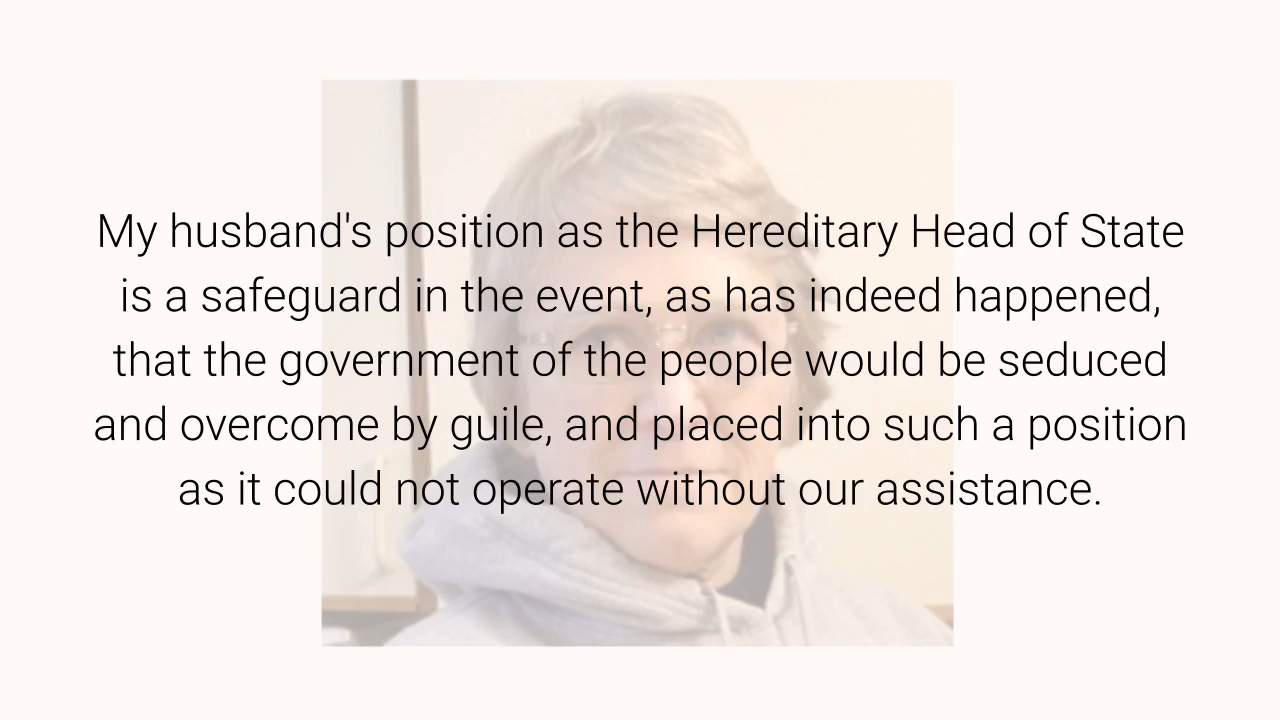 My husband's position as the Hereditary Head of State
is a safeguard in the event, as has indeed happened,
that the government of the people would be seduced
and overcome by guile, and placed into such a position
as it could not operate without our assistance.